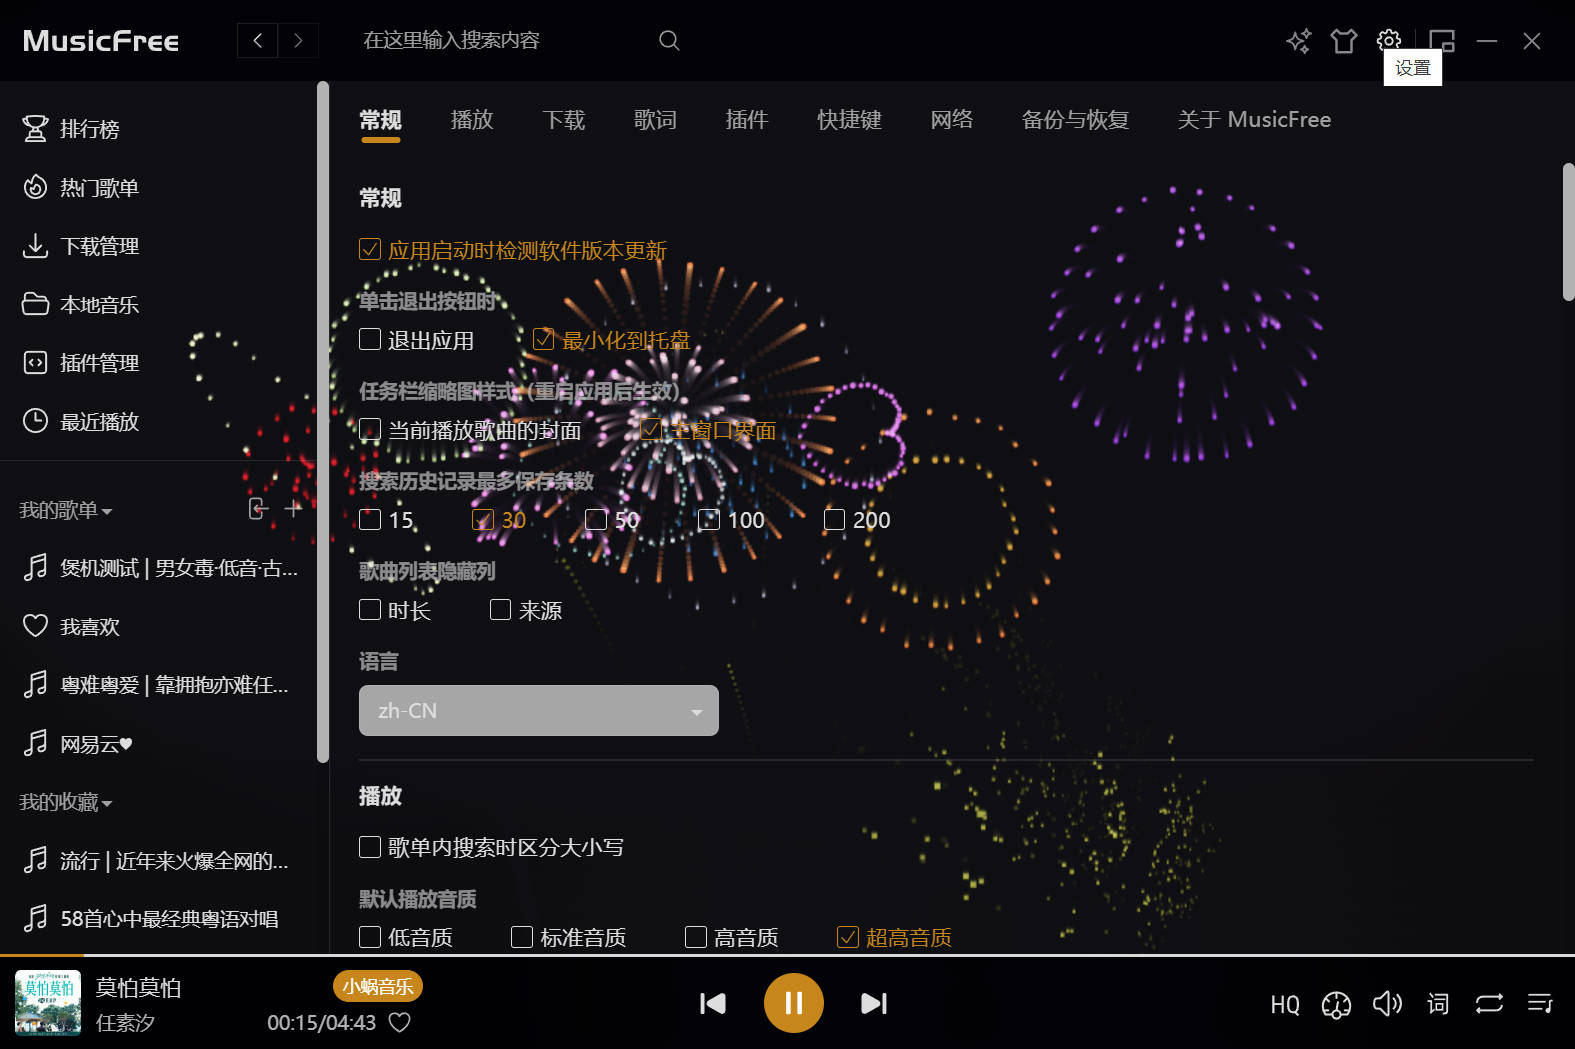 MusicFree
在这里输入搜索内容
设置
排行榜
热门歌单
下载管理
本地音乐
插件管理
最近播放
我的歌单
煲机测试 | 男女毒·低音·古...
我喜欢
粤难粤爱 | 靠拥抱亦难任...
网易云♥
我的收藏
流行 | 近年来火爆全网的...
58首心中最经典粤语对唱
常规 播放 下载 歌词 插件 快捷键 网络 备份与恢复 关于 MusicFree
常规
应用启动时检测软件版本更新
单击退出按钮时
退出应用 最小化到托盘
任务栏缩略图样式（重启应用后生效）
当前播放歌曲的封面 主窗口界面
搜索历史记录最多保存条数
15 30 50 100 200
歌曲列表隐藏列
时长 来源
语言
zh-CN
播放
歌单内搜索时区分大小写
默认播放音质
低音质 标准音质 高音质 超高音质
莫怕莫怕
莫怕莫怕
小蜗音乐
任素汐
00:15/04:43
HQ
词